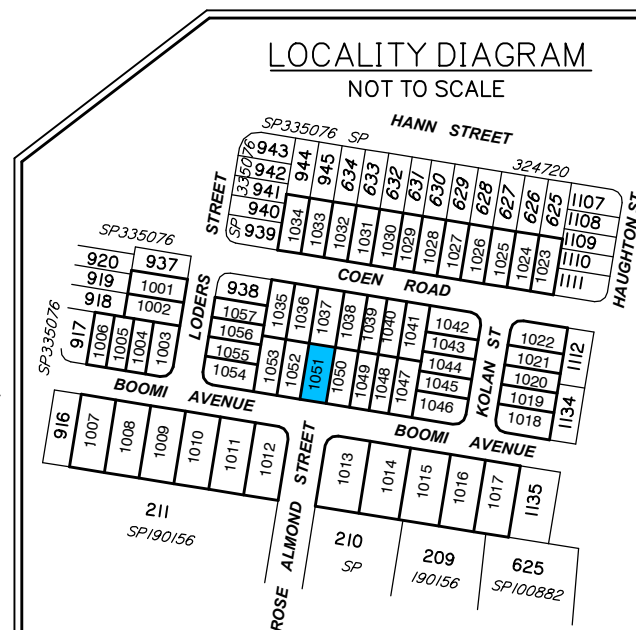 LOCALITY DIAGRAM
NOT TO SCALE
HANN STREET
SP335076 SP 324720
943 944 945 634 633 632 631 630 629 628 627 626 625 1107
942 1108
941 1109
940 1110
939 1111
335076
SP
STREET
HAUGHTON ST
1034 1033 1032 1031 1030 1029 1028 1027 1026 1025 1024 1023
COEN ROAD
SP335076
920 937
919 1001
918 1002
917 1006 1005 1004 1003
SP335076
LODERS
938 1035 1036 1037 1038 1039 1040 1041 1042
1057 1043
1056 1044
1055 1045
1054 1053 1052 1051 1050 1049 1048 1047 1046
KOLAN ST
1022 1112
1021
1020
1019 1134
1018
BOOMI AVENUE
BOOMI AVENUE
916 1007 1008 1009 1010 1011 1012
ROSE ALMOND STREET
1013 1014 1015 1016 1017 1135
211
SP190156
210
SP
209
190156
625
SP100882